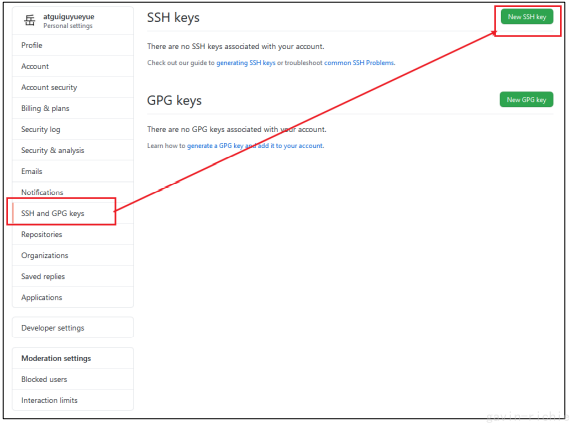 岳 atguiguyueyue
Personal settings
Profile
Account
Account security
Billing & plans
Security log
Security & analysis
Emails
Notifications
SSH and GPG keys
Repositories
Organizations
Saved replies
Applications
Developer settings
Moderation settings
Blocked users
Interaction limits
SSH keys
New SSH key
There are no SSH keys associated with your account.
Check out our guide to generating SSH keys or troubleshoot common SSH Problems.
GPG keys
New GPG key
There are no GPG keys associated with your account.
Learn how to generate a GPG key and add it to your account.